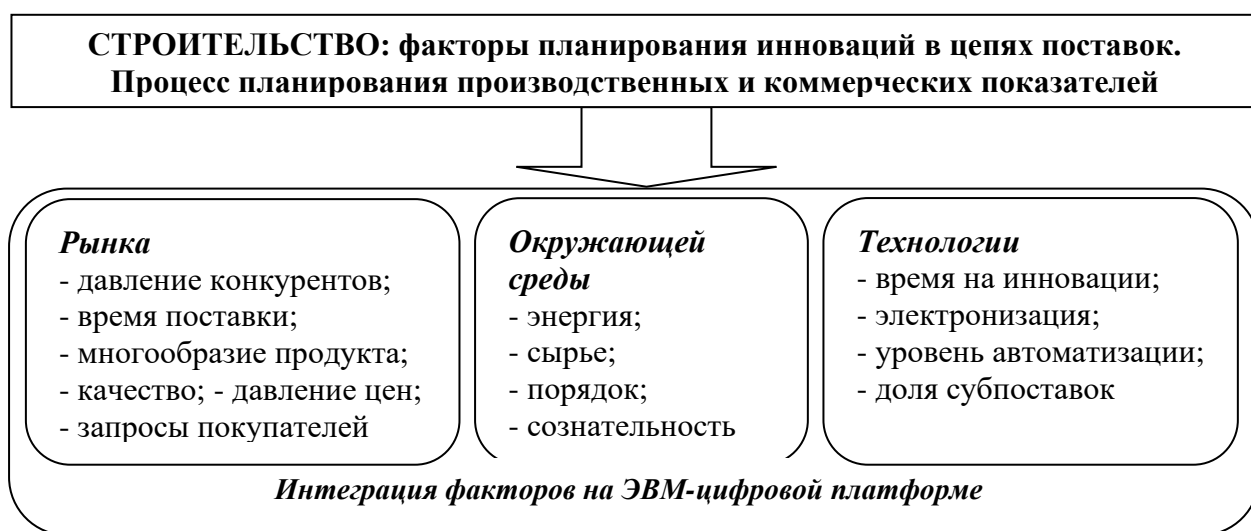 СТРОИТЕЛЬСТВО: факторы планирования инноваций в цепях поставок.
Процесс планирования производственных и коммерческих показателей
Рынка
- давление конкурентов;
- время поставки;
- многообразие продукта;
- качество; - давление цен;
- запросы покупателей
Окружающей
среды
- энергия;
- сырье;
- порядок;
- сознательность
Технологии
- время на инновации;
- электронизация;
- уровень автоматизации;
- доля субпоставок
Интеграция факторов на ЭВМ-цифровой платформе